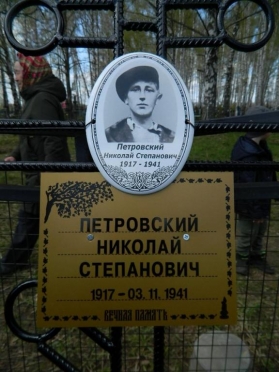 Петровский
Николай Степанович
1917 - 1941
ПЕТРОВСКИЙ
НИКОЛАЙ
СТЕПАНОВИЧ
1917 – 03. 11. 1941
ВЕЧНАЯ ПАМЯТЬ